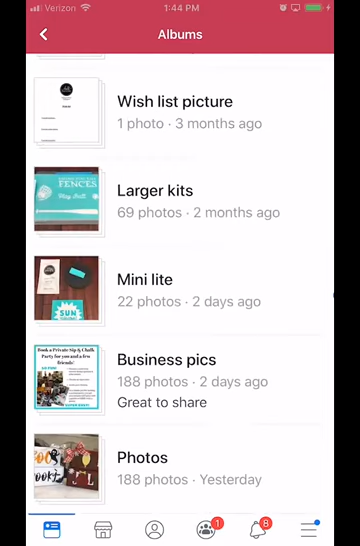 Verizon
1:44 PM
Albums
Wish list picture
1 photo · 3 months ago
FENCES
Play Ball
Larger kits
69 photos · 2 months ago
SUN
Mini lite
22 photos · 2 days ago
Book a Private Sip & Chalk
Party for you and a few
friends!
Business pics
188 photos · 2 days ago
Great to share
Photos
188 photos · Yesterday
1
8